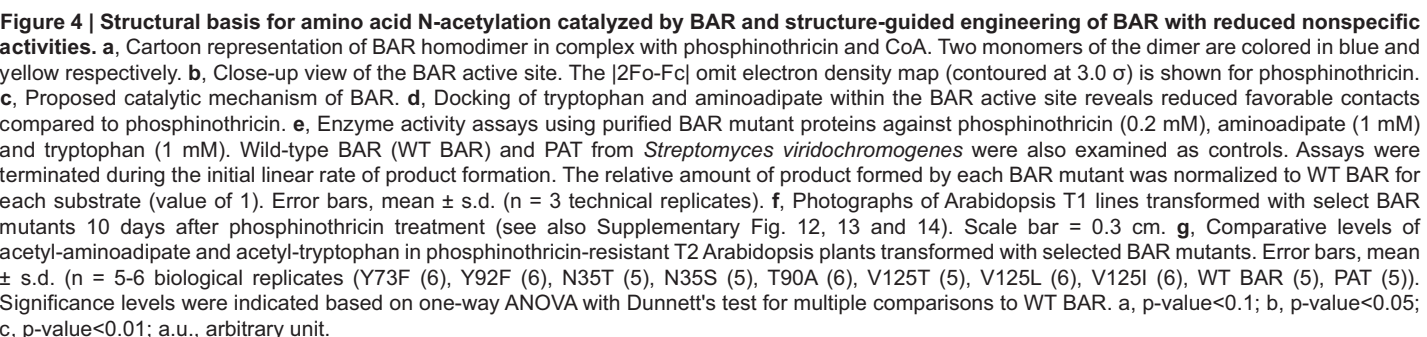 Figure 4 | Structural basis for amino acid N-acetylation catalyzed by BAR and structure-guided engineering of BAR with reduced nonspecific
activities. a, Cartoon representation of BAR homodimer in complex with phosphinothricin and CoA. Two monomers of the dimer are colored in blue and
yellow respectively. b, Close-up view of the BAR active site. The |2Fo-Fc| omit electron density map (contoured at 3.0 σ) is shown for phosphinothricin.
c, Proposed catalytic mechanism of BAR. d, Docking of tryptophan and aminoadipate within the BAR active site reveals reduced favorable contacts
compared to phosphinothricin. e, Enzyme activity assays using purified BAR mutant proteins against phosphinothricin (0.2 mM), aminoadipate (1 mM)
and tryptophan (1 mM). Wild-type BAR (WT BAR) and PAT from Streptomyces viridochromogenes were also examined as controls. Assays were
terminated during the initial linear rate of product formation. The relative amount of product formed by each BAR mutant was normalized to WT BAR for
each substrate (value of 1). Error bars, mean ± s.d. (n = 3 technical replicates). f, Photographs of Arabidopsis T1 lines transformed with select BAR
mutants 10 days after phosphinothricin treatment (see also Supplementary Fig. 12, 13 and 14). Scale bar = 0.3 cm. g, Comparative levels of
acetyl-aminoadipate and acetyl-tryptophan in phosphinothricin-resistant T2 Arabidopsis plants transformed with selected BAR mutants. Error bars, mean
± s.d. (n = 5-6 biological replicates (Y73F (6), Y92F (6), N35T (5), N35S (5), T90A (6), V125T (5), V125L (6), V125I (6), WT BAR (5), PAT (5)).
Significance levels were indicated based on one-way ANOVA with Dunnett's test for multiple comparisons to WT BAR. a, p-value<0.1; b, p-value<0.05;
c, p-value<0.01; a.u., arbitrary unit.